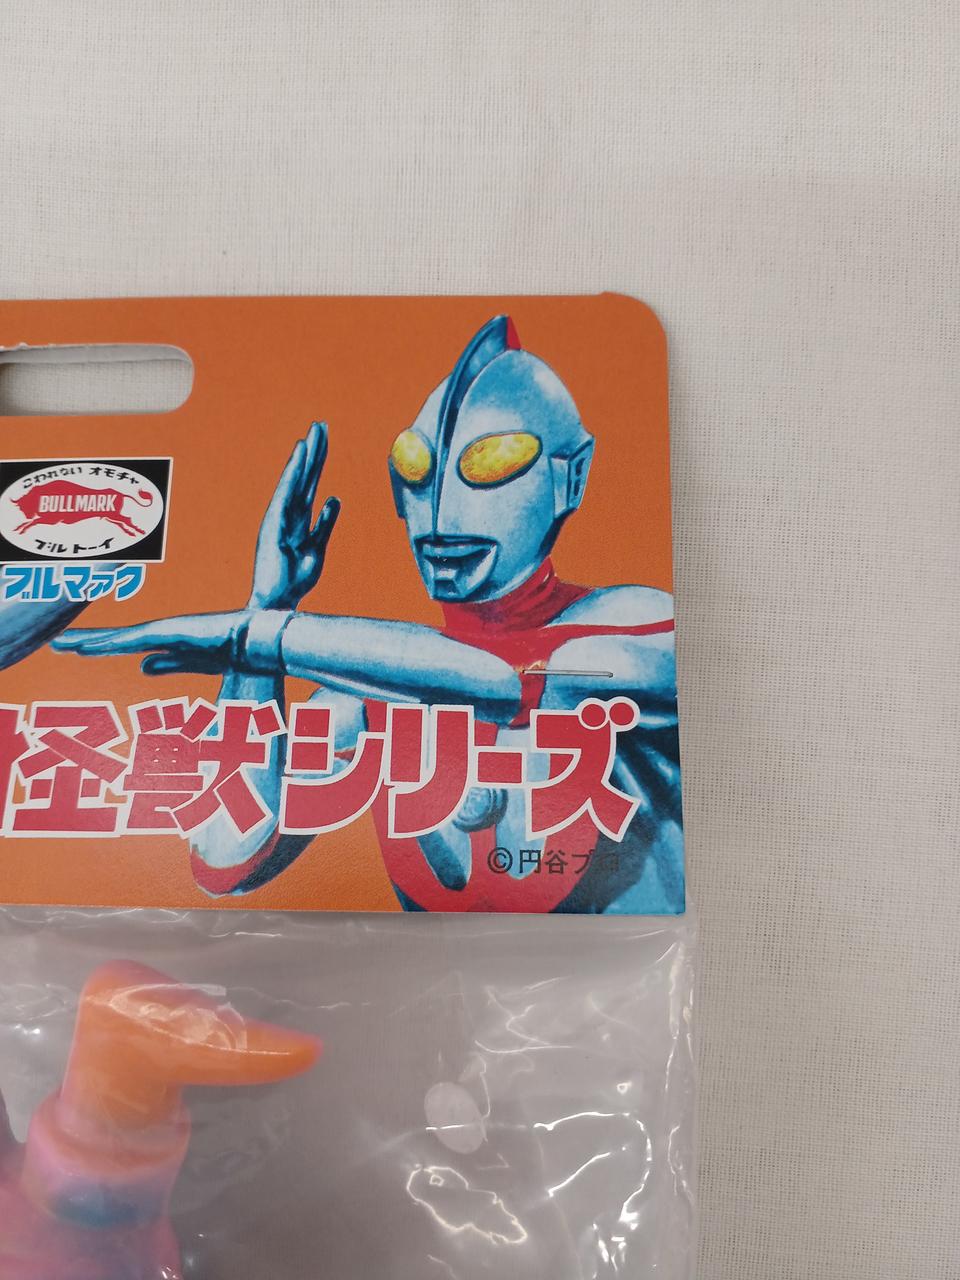 こわれない オモチャ
BULLMARK
ブルトーイ
ブルマァク
怪獣シリーズ
©円谷プロ